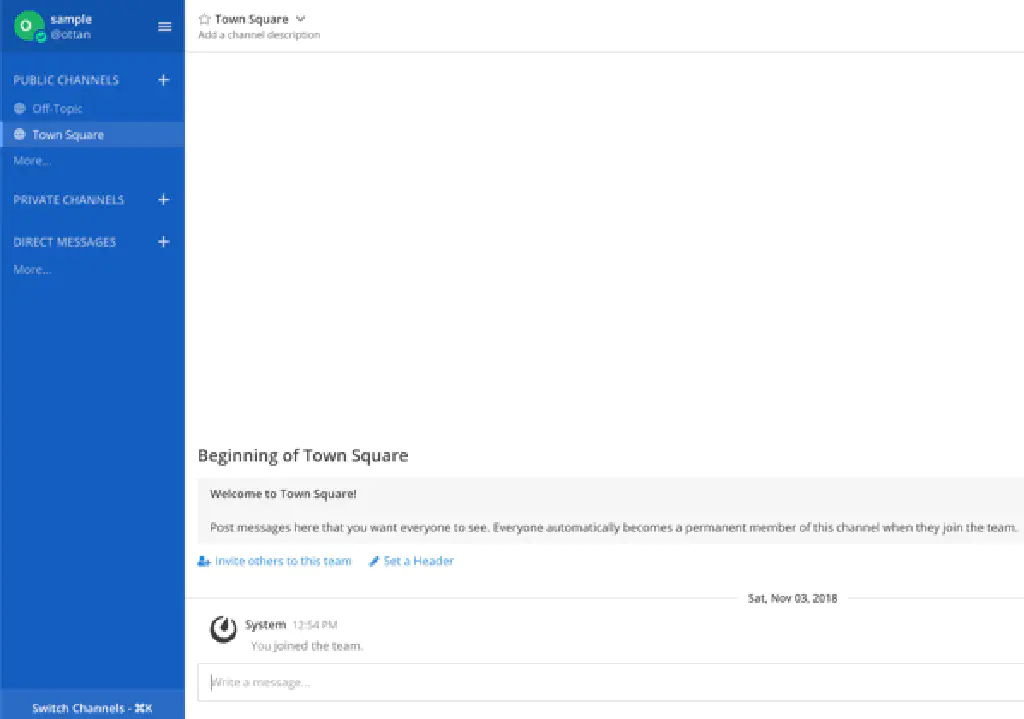 O
sample
@ottan
PUBLIC CHANNELS +
Off-Topic
Town Square
More...
PRIVATE CHANNELS +
DIRECT MESSAGES +
More...
Switch Channels - ⌘K
Town Square
Add a channel description
Beginning of Town Square
Welcome to Town Square!
Post messages here that you want everyone to see. Everyone automatically becomes a permanent member of this channel when they join the team.
Invite others to this team Set a Header
Sat, Nov 03, 2018
System 12:54 PM
You joined the team.
Write a message...